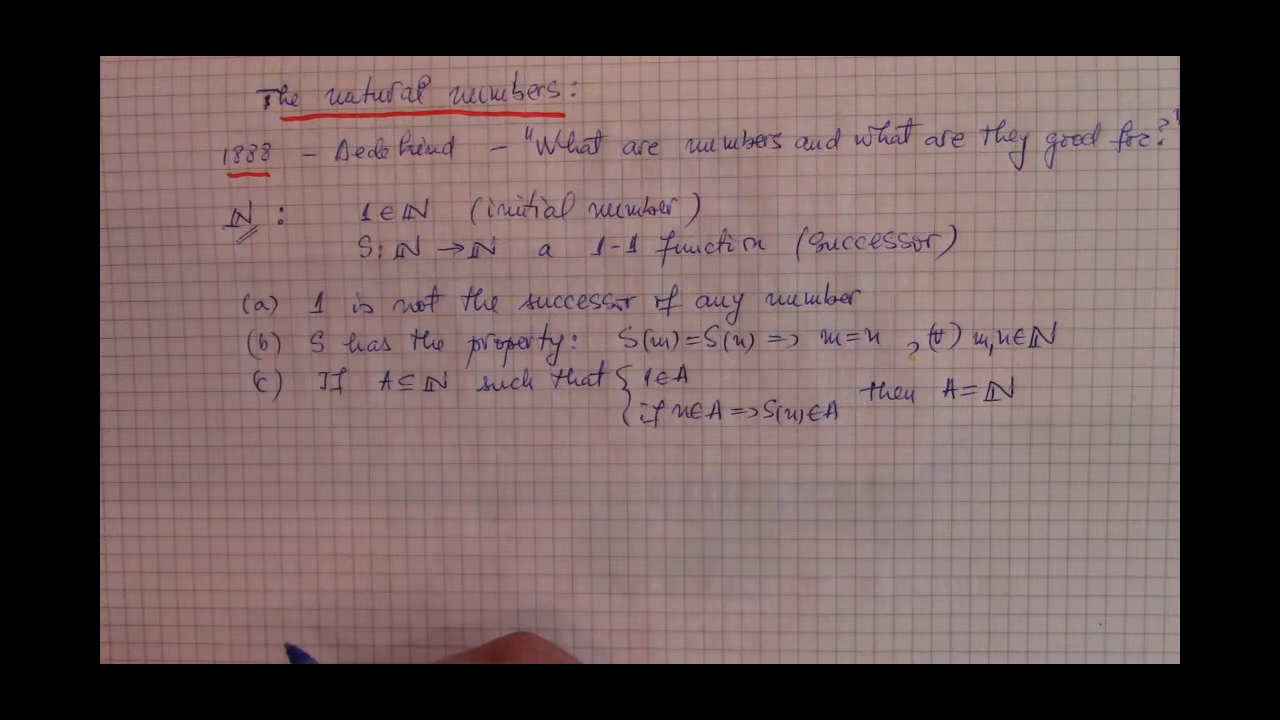 The natural numbers:
1888 - Dedekind - "What are numbers and what are they good for?"
ℕ : 1 ∈ ℕ (initial number)
S: ℕ → ℕ a 1-1 function (successor)
(a) 1 is not the successor of any number
(b) S has the property: S(m) = S(n) => m = n , (∀) m, n ∈ ℕ
(c) If A ⊆ ℕ such that { 1 ∈ A
if n ∈ A => S(n) ∈ A then A = ℕ